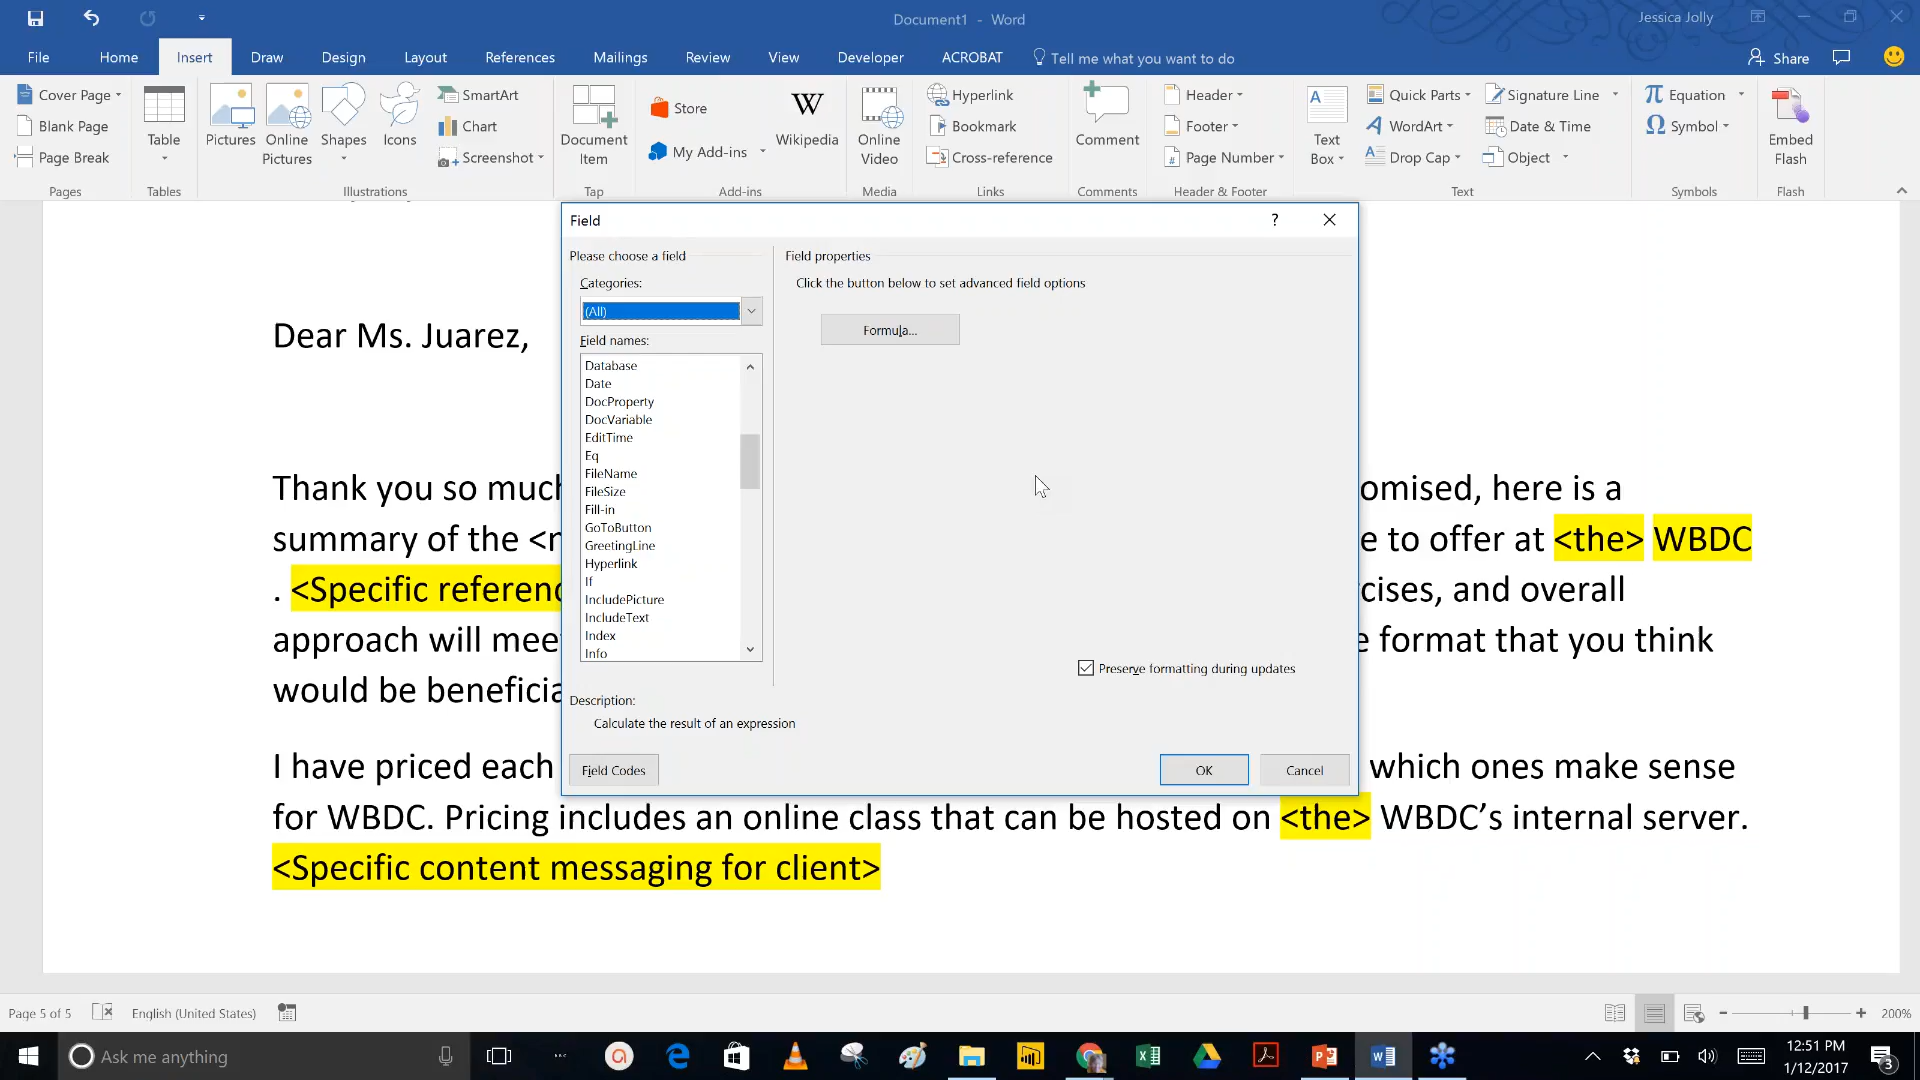 Document1 - Word
Jessica Jolly
File Home Insert Draw Design Layout References Mailings Review View Developer ACROBAT Tell me what you want to do Share
Cover Page
Blank Page
Page Break
Pages
Table
Tables
Pictures
Online Pictures
Shapes
Icons
SmartArt
Chart
Screenshot
Illustrations
Document Item
Tap
Store
My Add-ins
W
Wikipedia
Add-ins
Online Video
Media
Hyperlink
Bookmark
Cross-reference
Links
Comment
Comments
Header
Footer
Page Number
Header & Footer
Text Box
Quick Parts
WordArt
Drop Cap
Signature Line
Date & Time
Object
Text
Equation
Symbol
Symbols
Embed Flash
Flash
Dear Ms. Juarez,
Thank you so much omised, here is a
summary of the <n e to offer at <the> WBDC
. <Specific referenc cises, and overall
approach will mee e format that you think
would be beneficia
I have priced each which ones make sense
for WBDC. Pricing includes an online class that can be hosted on <the> WBDC’s internal server.
<Specific content messaging for client>
Field
?
Please choose a field
Categories:
(All)
Field names:
Database
Date
DocProperty
DocVariable
EditTime
Eq
FileName
FileSize
Fill-in
GoToButton
GreetingLine
Hyperlink
If
IncludePicture
IncludeText
Index
Info
Field properties
Click the button below to set advanced field options
Formula...
Preserve formatting during updates
Description:
Calculate the result of an expression
Field Codes
OK
Cancel
Page 5 of 5
English (United States)
200%
Ask me anything
12:51 PM
1/12/2017
3